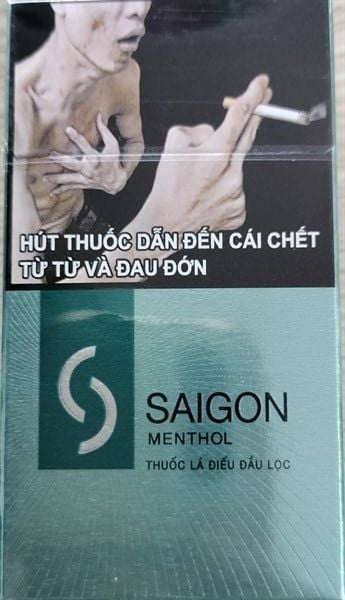 HÚT THUỐC DẪN ĐẾN CÁI CHẾT
TỪ TỪ VÀ ĐAU ĐỚN
SAIGON
MENTHOL
THUỐC LÁ ĐIẾU ĐẦU LỌC